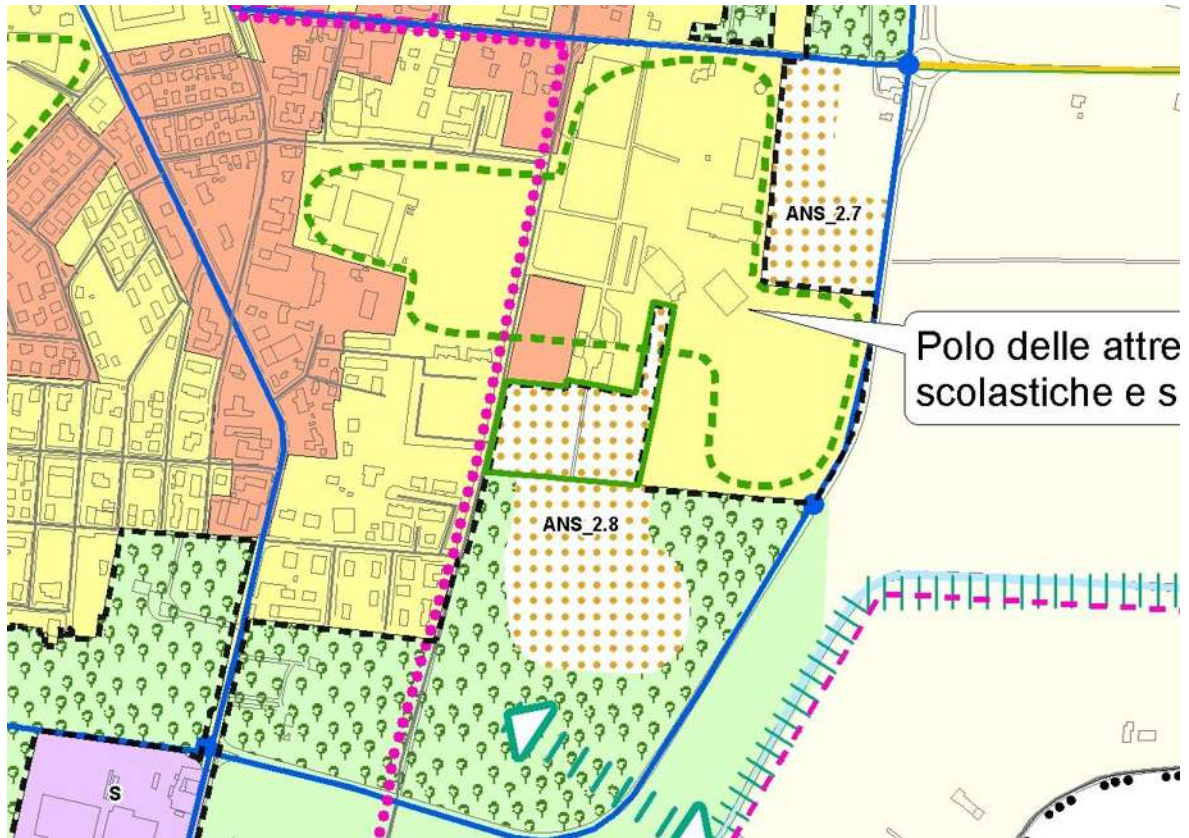 ANS_2.7
Polo delle attre
scolastiche e s
ANS_2.8
S